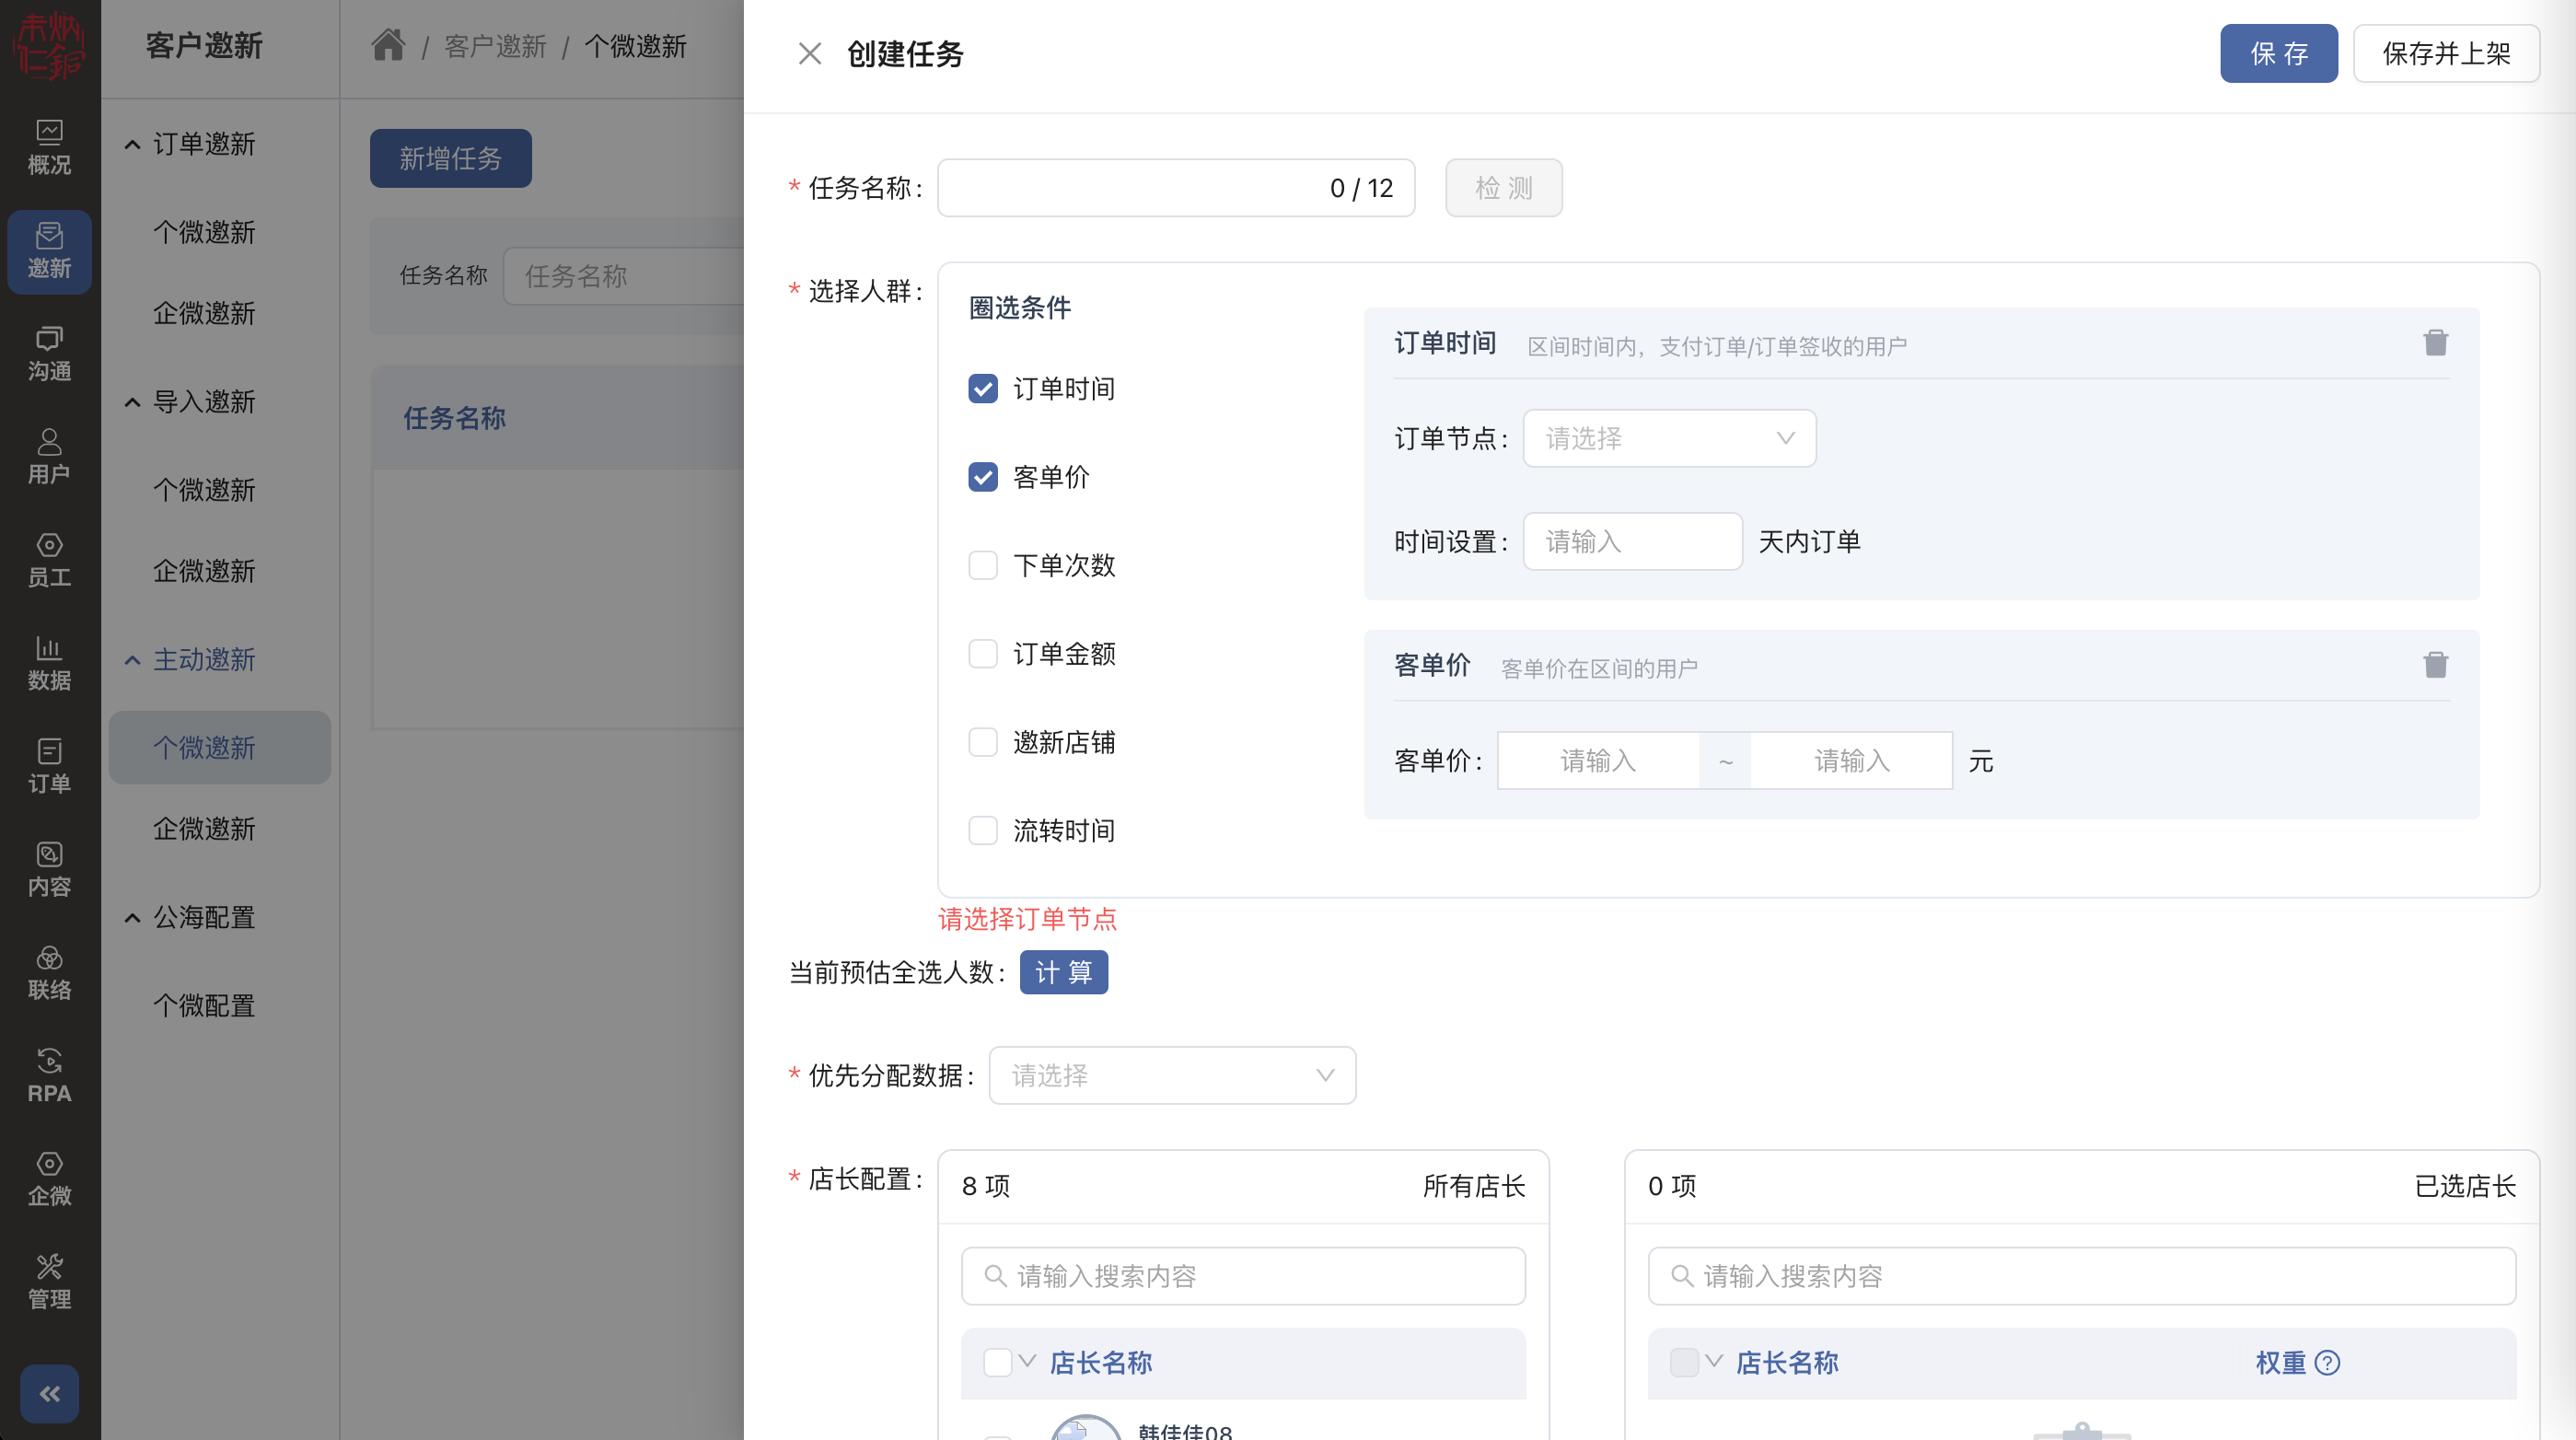 未炳
仁铜
概况
邀新
沟通
用户
员工
数据
订单
内容
联络
RPA
企微
管理
客户邀新
订单邀新
个微邀新
企微邀新
导入邀新
个微邀新
企微邀新
主动邀新
个微邀新
企微邀新
公海配置
个微配置
/ 客户邀新 / 个微邀新
新增任务
任务名称 任务名称
任务名称
创建任务
保 存 保存并上架
* 任务名称: 0 / 12 检 测
* 选择人群:
圈选条件
订单时间
客单价
下单次数
订单金额
邀新店铺
流转时间
订单时间 区间时间内，支付订单/订单签收的用户
订单节点: 请选择
时间设置: 请输入 天内订单
客单价 客单价在区间的用户
客单价: 请输入 ~ 请输入 元
请选择订单节点
当前预估全选人数: 计 算
* 优先分配数据: 请选择
* 店长配置:
8 项 所有店长
请输入搜索内容
店长名称
韩佳佳08
0 项 已选店长
请输入搜索内容
店长名称 权重